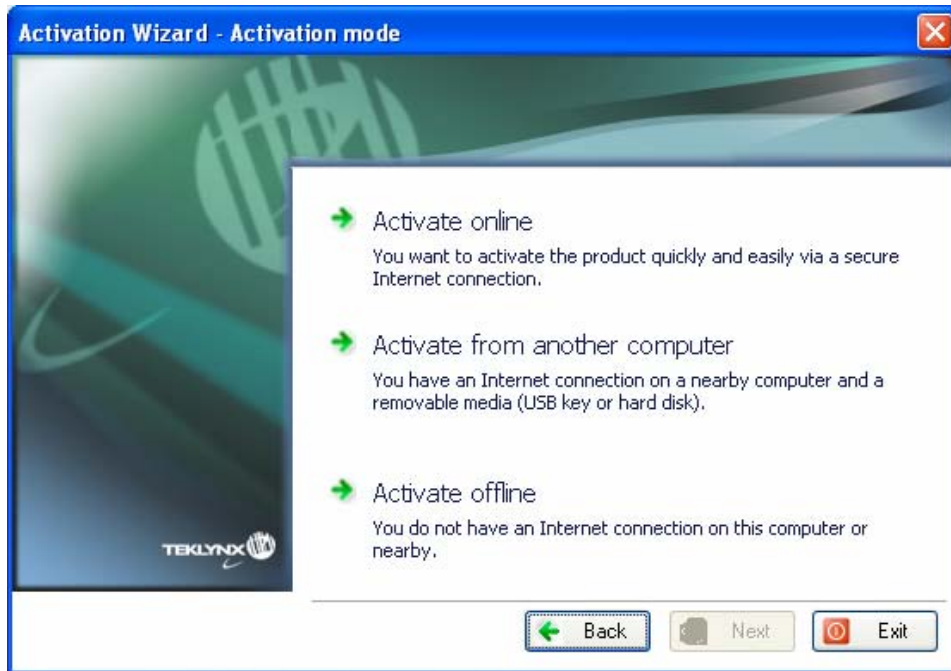 Activation Wizard - Activation mode
Activate online
You want to activate the product quickly and easily via a secure
Internet connection.
Activate from another computer
You have an Internet connection on a nearby computer and a
removable media (USB key or hard disk).
Activate offline
You do not have an Internet connection on this computer or
nearby.
TEKLYNX
Back
Next
Exit